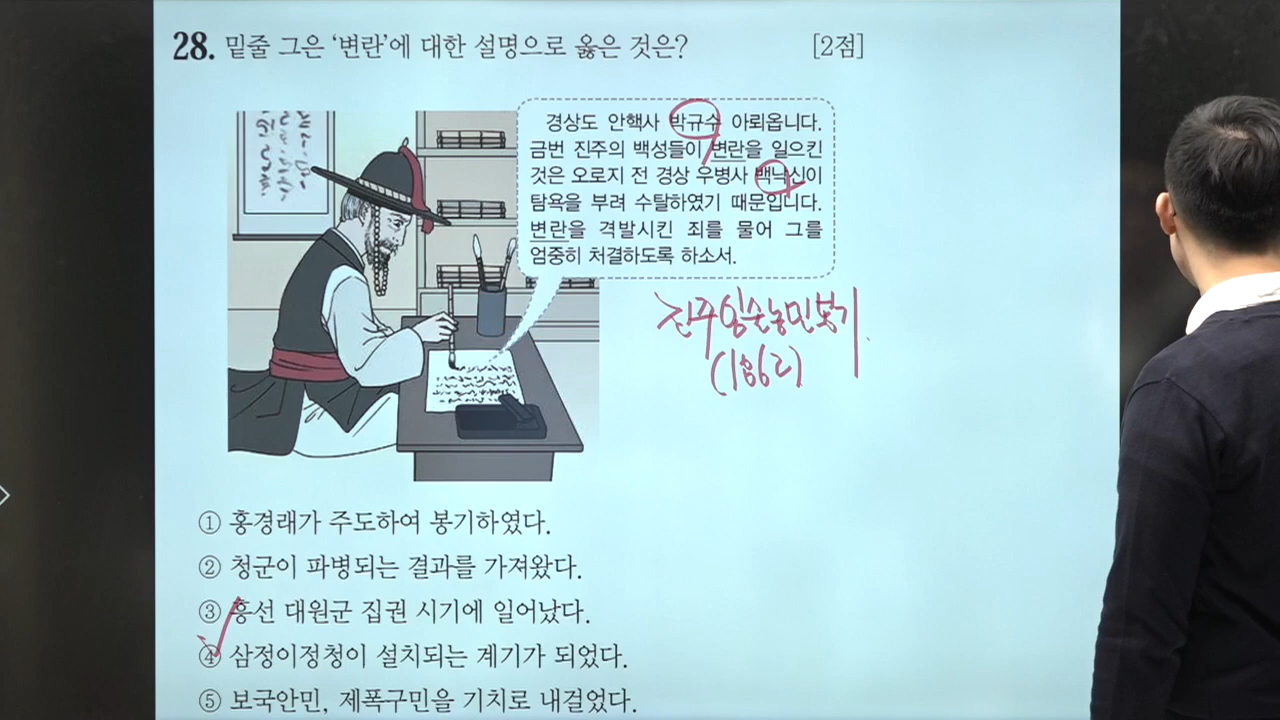 28. 밑줄 그은 '변란'에 대한 설명으로 옳은 것은? [2점]
경상도 안핵사 박규수 아뢰옵니다.
금번 진주의 백성들이 변란을 일으킨
것은 오로지 전 경상 우병사 백낙신이
탐욕을 부려 수탈하였기 때문입니다.
변란을 격발시킨 죄를 물어 그를
엄중히 처결하도록 하소서.
진주 임술 농민 봉기
(1862)
① 홍경래가 주도하여 봉기하였다.
② 청군이 파병되는 결과를 가져왔다.
③ 흥선 대원군 집권 시기에 일어났다.
④ 삼정이정청이 설치되는 계기가 되었다.
⑤ 보국안민, 제폭구민을 기치로 내걸었다.